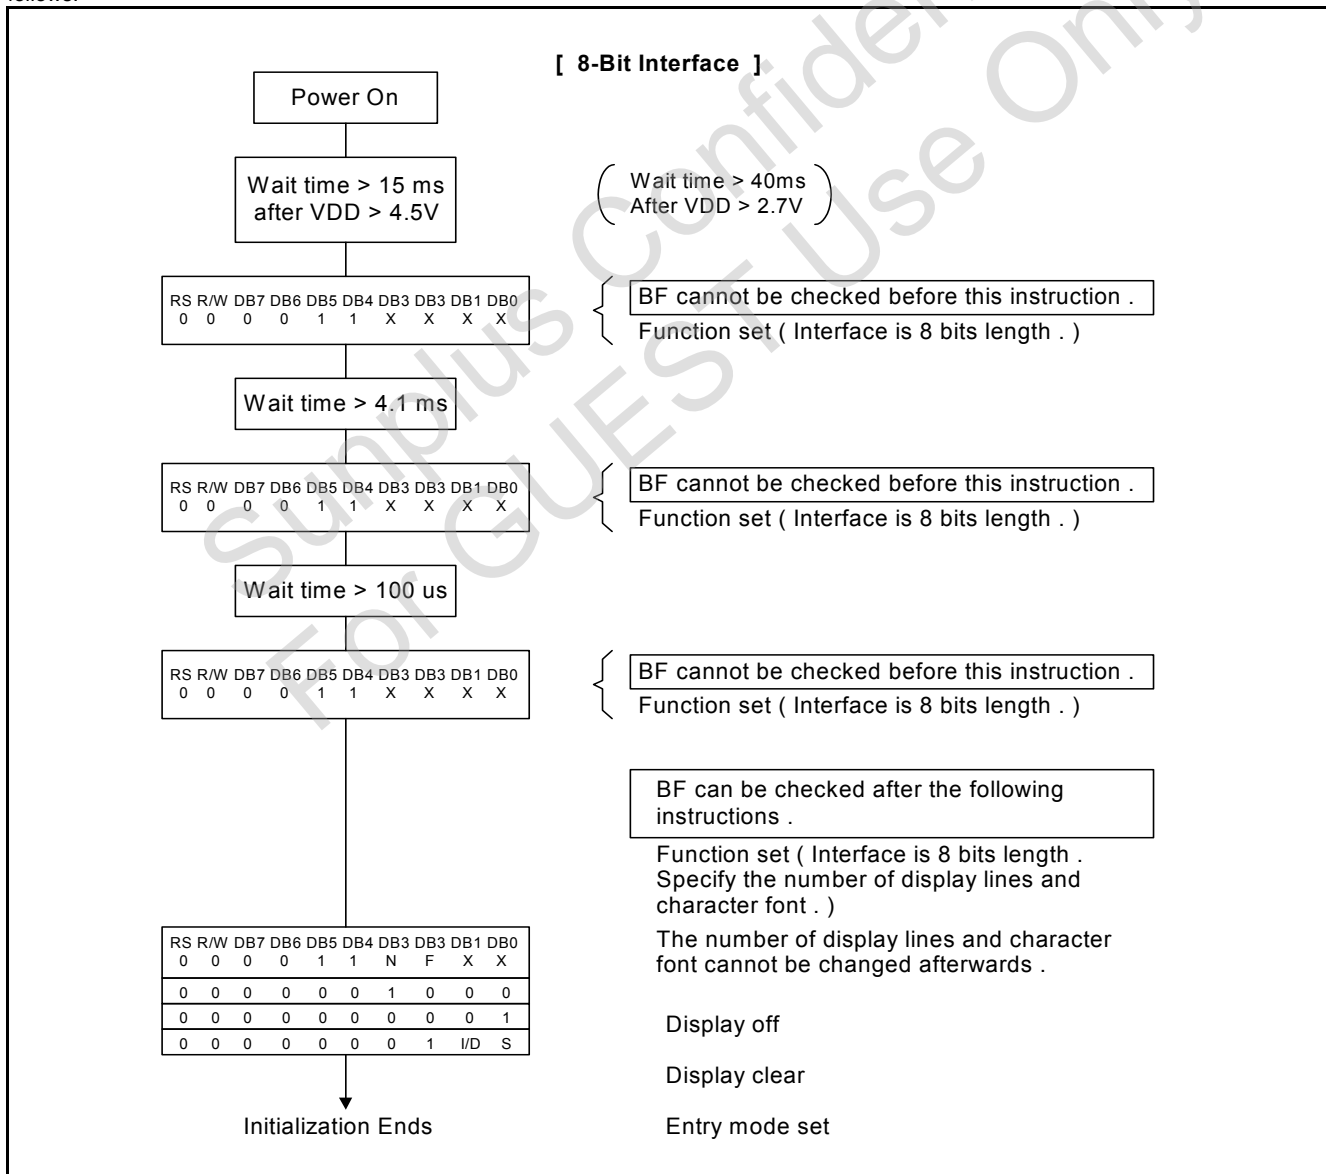 [ 8-Bit Interface ]
Power On
Wait time > 15 ms
after VDD > 4.5V
Wait time > 40ms
After VDD > 2.7V
RS R/W DB7 DB6 DB5 DB4 DB3 DB3 DB1 DB0
0 0 0 0 1 1 X X X X
BF cannot be checked before this instruction .
Function set ( Interface is 8 bits length . )
Wait time > 4.1 ms
RS R/W DB7 DB6 DB5 DB4 DB3 DB3 DB1 DB0
0 0 0 0 1 1 X X X X
BF cannot be checked before this instruction .
Function set ( Interface is 8 bits length . )
Wait time > 100 us
RS R/W DB7 DB6 DB5 DB4 DB3 DB3 DB1 DB0
0 0 0 0 1 1 X X X X
BF cannot be checked before this instruction .
Function set ( Interface is 8 bits length . )
BF can be checked after the following
instructions .
Function set ( Interface is 8 bits length .
Specify the number of display lines and
character font . )
The number of display lines and character
font cannot be changed afterwards .
RS R/W DB7 DB6 DB5 DB4 DB3 DB3 DB1 DB0
0 0 0 0 1 1 N F X X
0 0 0 0 0 0 1 0 0 0
0 0 0 0 0 0 0 0 0 1
0 0 0 0 0 0 0 1 I/D S
Display off
Display clear
Entry mode set
Initialization Ends
Sunplus
For GUEST Use Only